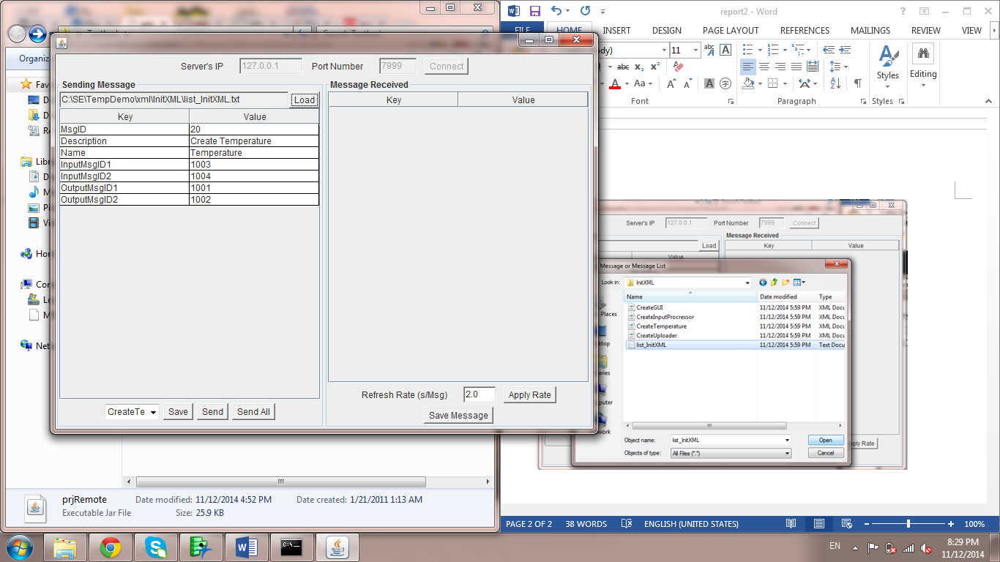 report2 - Word
FILE HOME INSERT DESIGN PAGE LAYOUT REFERENCES MAILINGS REVIEW VIEW
11
Styles
Editing
Font
Paragraph
Styles
Organiz
Fav
Libr
Hor
Con
Net
Server's IP 127.0.0.1 Port Number 7999 Connect
Sending Message
C:\SE\TempDemo\xml\InitXML\list_InitXML.txt Load
Key Value
MsgID 20
Description Create Temperature
Name Temperature
InputMsgID1 1003
InputMsgID2 1004
OutputMsgID1 1001
OutputMsgID2 1002
CreateTe Save Send Send All
Message Received
Key Value
Refresh Rate (s/Msg) 2.0 Apply Rate
Save Message
Server's IP 127.0.0.1 Port Number 7999 Connect
Message Received
Load Key Value
Value
Message or Message List
Look in: InitXML
Name Date modified Type
CreateGUI 11/12/2014 5:59 PM XML Docu
CreateInputProcressor 11/12/2014 5:59 PM XML Docu
CreateTemperature 11/12/2014 5:59 PM XML Docu
CreateUploader 11/12/2014 5:59 PM XML Docu
list_InitXML 11/12/2014 5:59 PM Text Docu
Places
ktop
aries
puter
work
Object name: list_InitXML Open
Objects of type: All Files (*.*) Cancel
ply Rate
prjRemote Date modified: 11/12/2014 4:52 PM Date created: 1/21/2011 1:13 AM
Executable Jar File Size: 25.9 KB
PAGE 2 OF 2 38 WORDS ENGLISH (UNITED STATES) 100%
EN
8:29 PM
11/12/2014